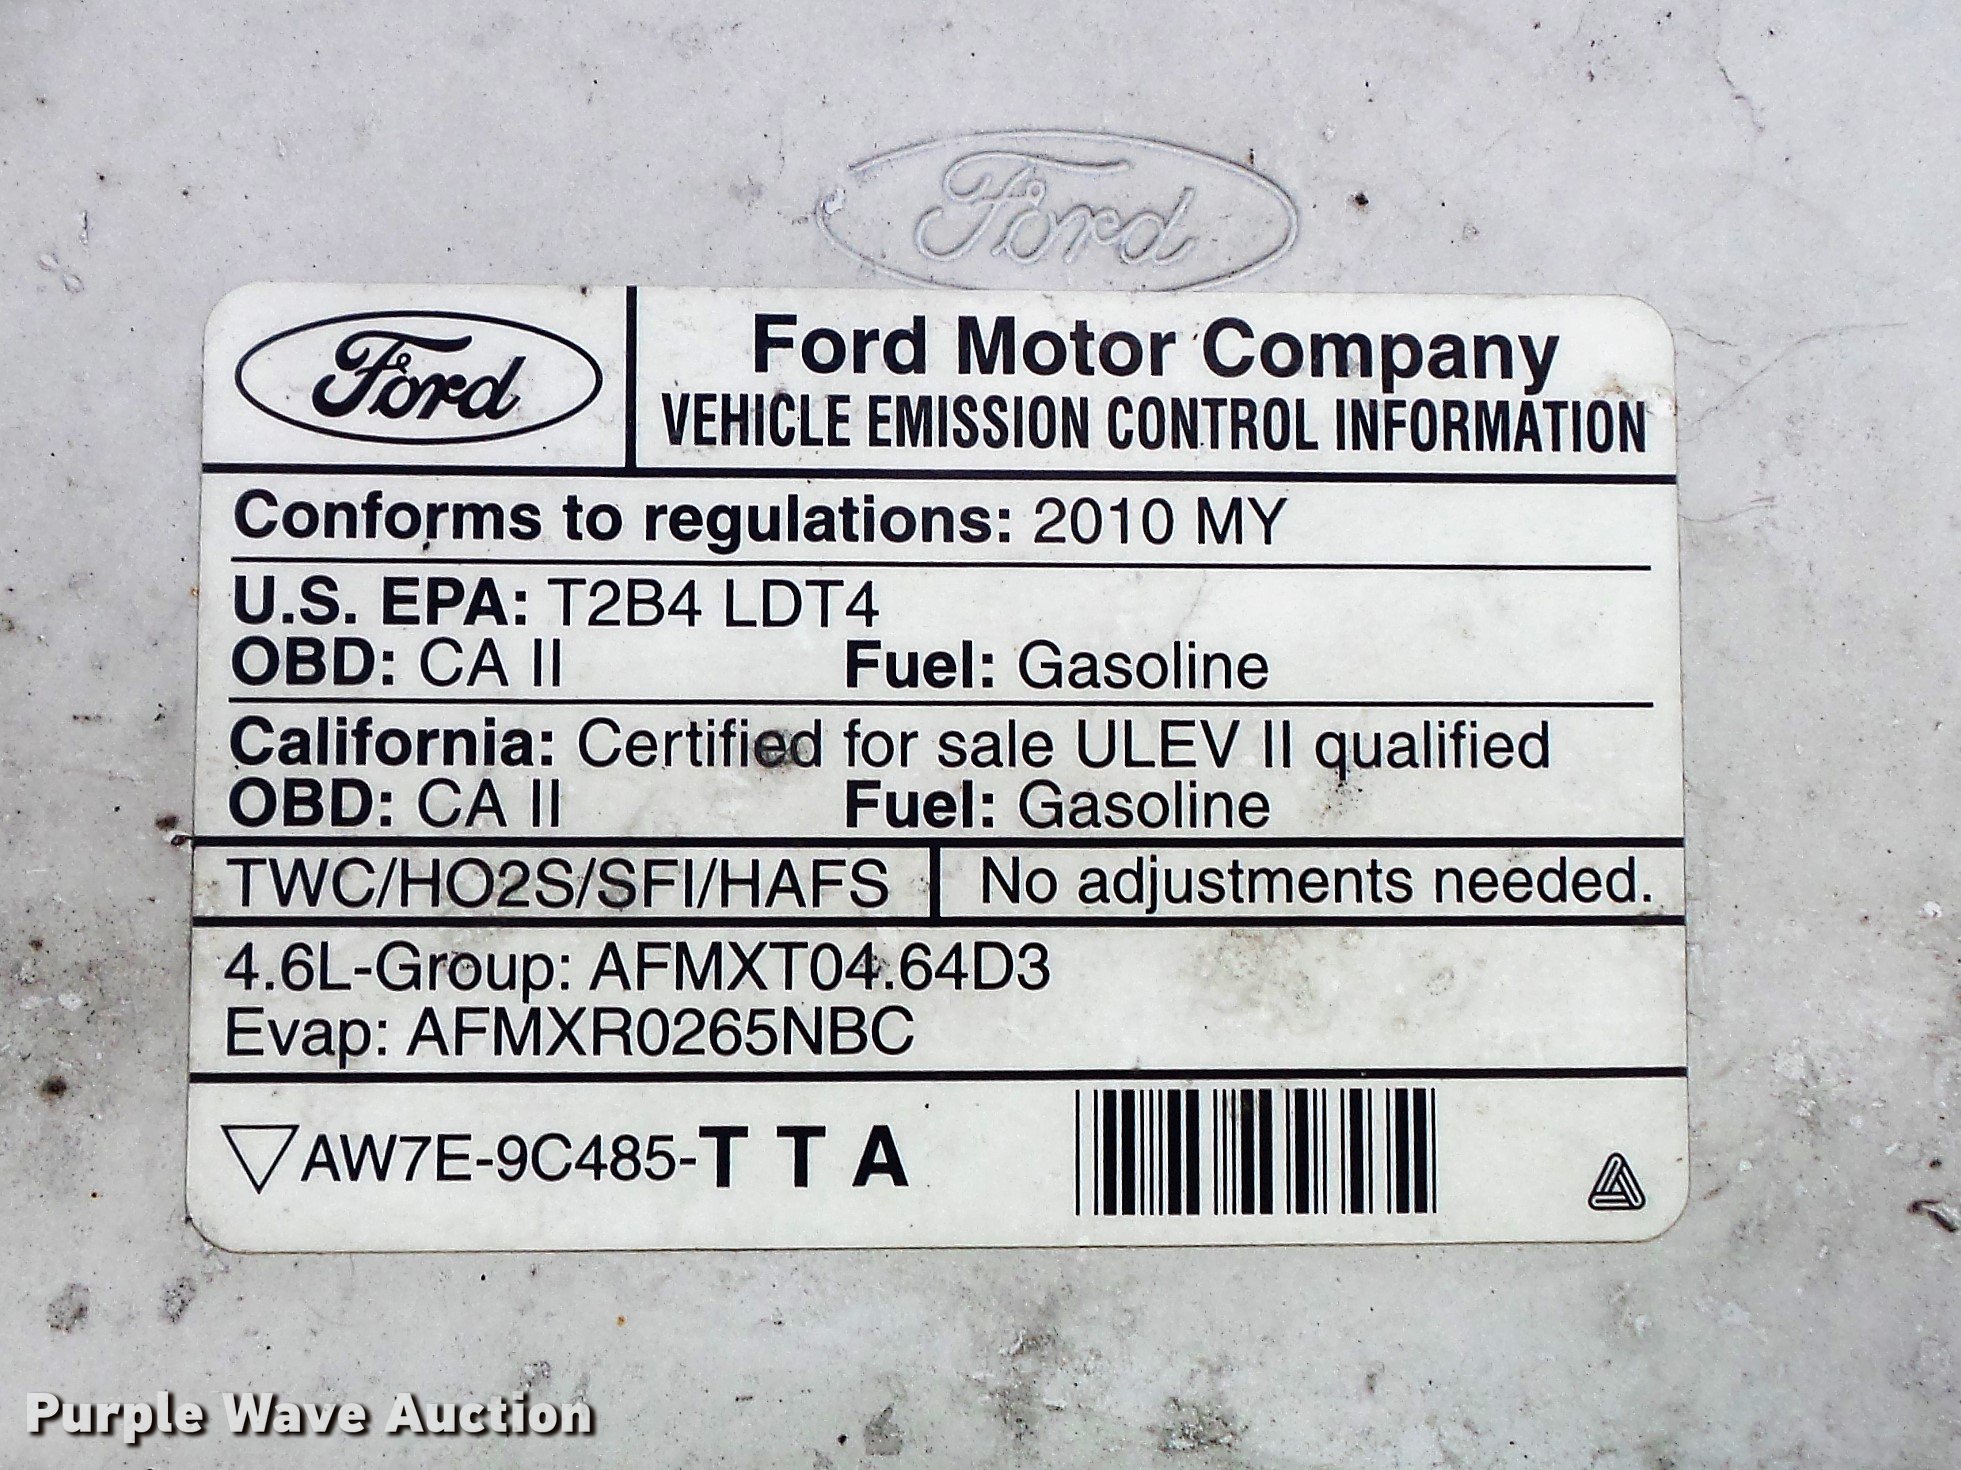 Ford
Ford
Ford Motor Company
VEHICLE EMISSION CONTROL INFORMATION
Conforms to regulations: 2010 MY
U.S. EPA: T2B4 LDT4
OBD: CA II Fuel: Gasoline
California: Certified for sale ULEV II qualified
OBD: CA II Fuel: Gasoline
TWC/HO2S/SFI/HAFS No adjustments needed.
4.6L-Group: AFMXT04.64D3
Evap: AFMXR0265NBC
AW7E-9C485-T T A
Purple Wave Auction